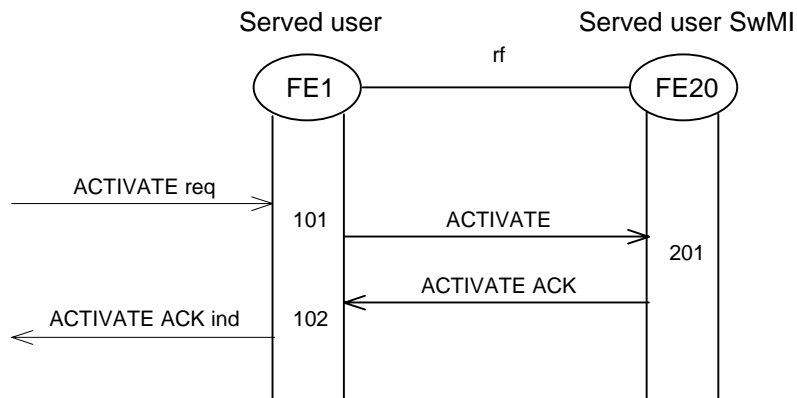 Served user
Served user SwMI
rf
FE1
FE20
ACTIVATE req
101
ACTIVATE
201
ACTIVATE ACK
ACTIVATE ACK ind
102